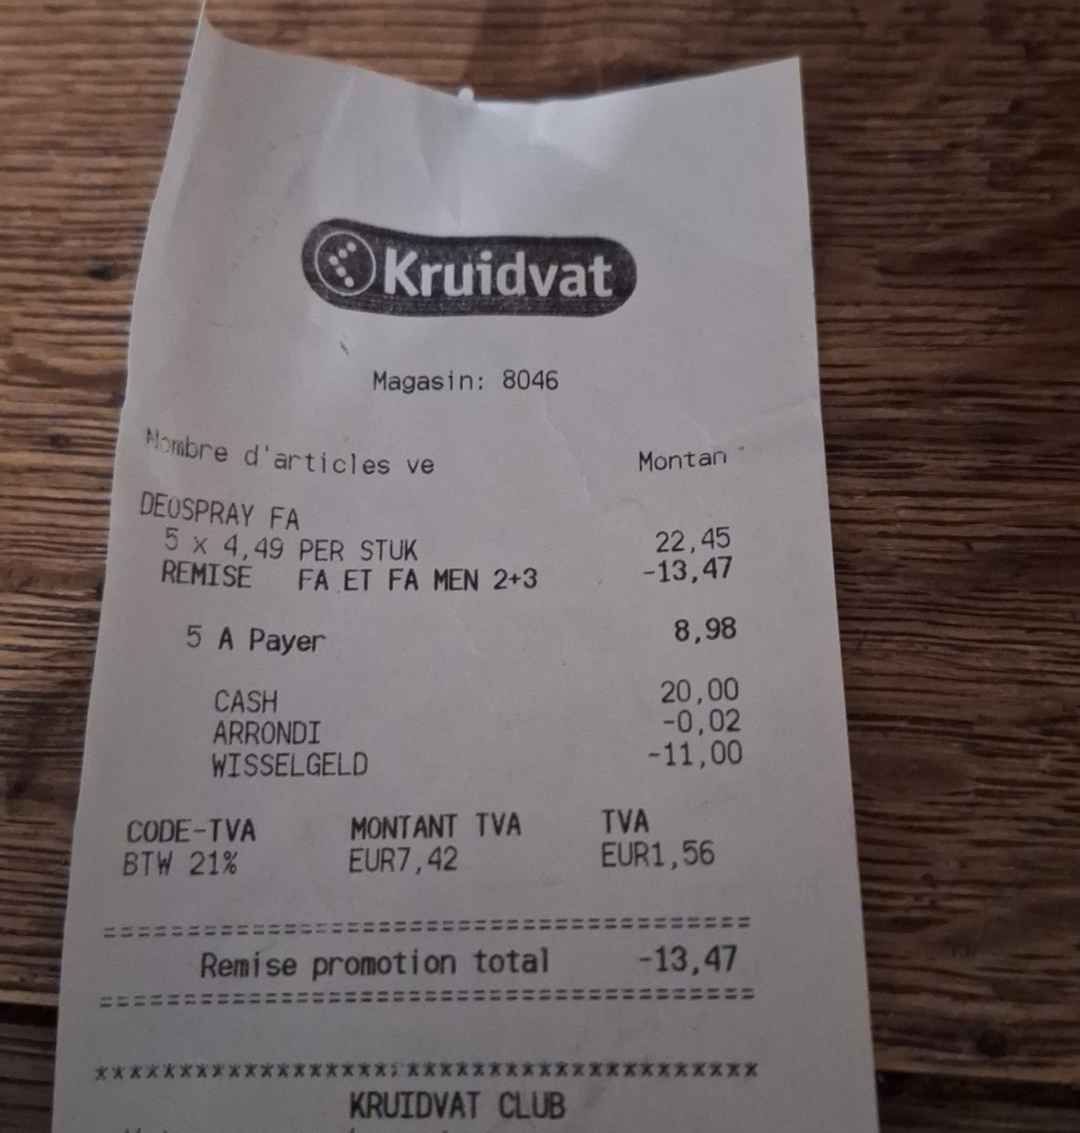 Kruidvat
Magasin: 8046
Nombre d'articles ve Montan
DEOSPRAY FA
5 x 4,49 PER STUK 22,45
REMISE FA ET FA MEN 2+3 -13,47
5 A Payer 8,98
CASH 20,00
ARRONDI -0,02
WISSELGELD -11,00
CODE-TVA MONTANT TVA TVA
BTW 21% EUR7,42 EUR1,56
=======================================
Remise promotion total -13,47
=======================================
***************************************
KRUIDVAT CLUB